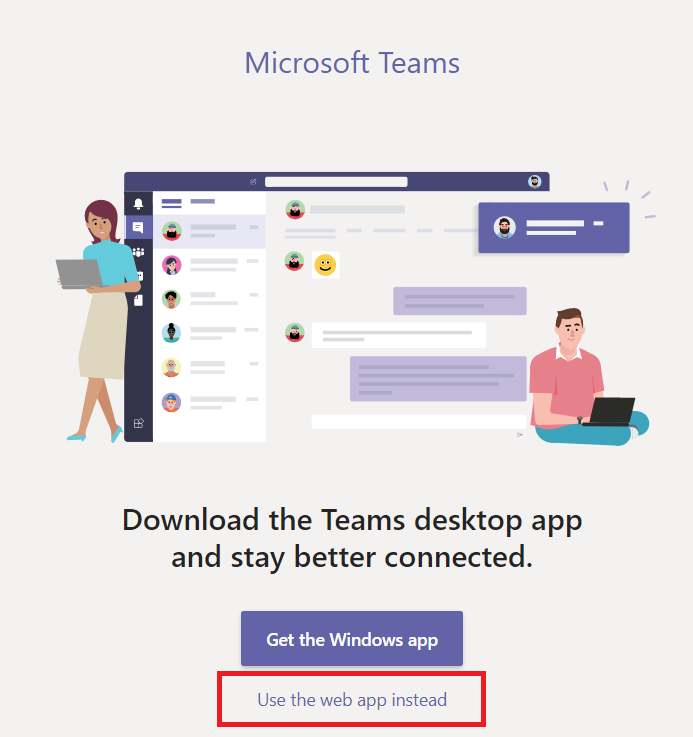 Microsoft Teams
Download the Teams desktop app
and stay better connected.
Get the Windows app
Use the web app instead